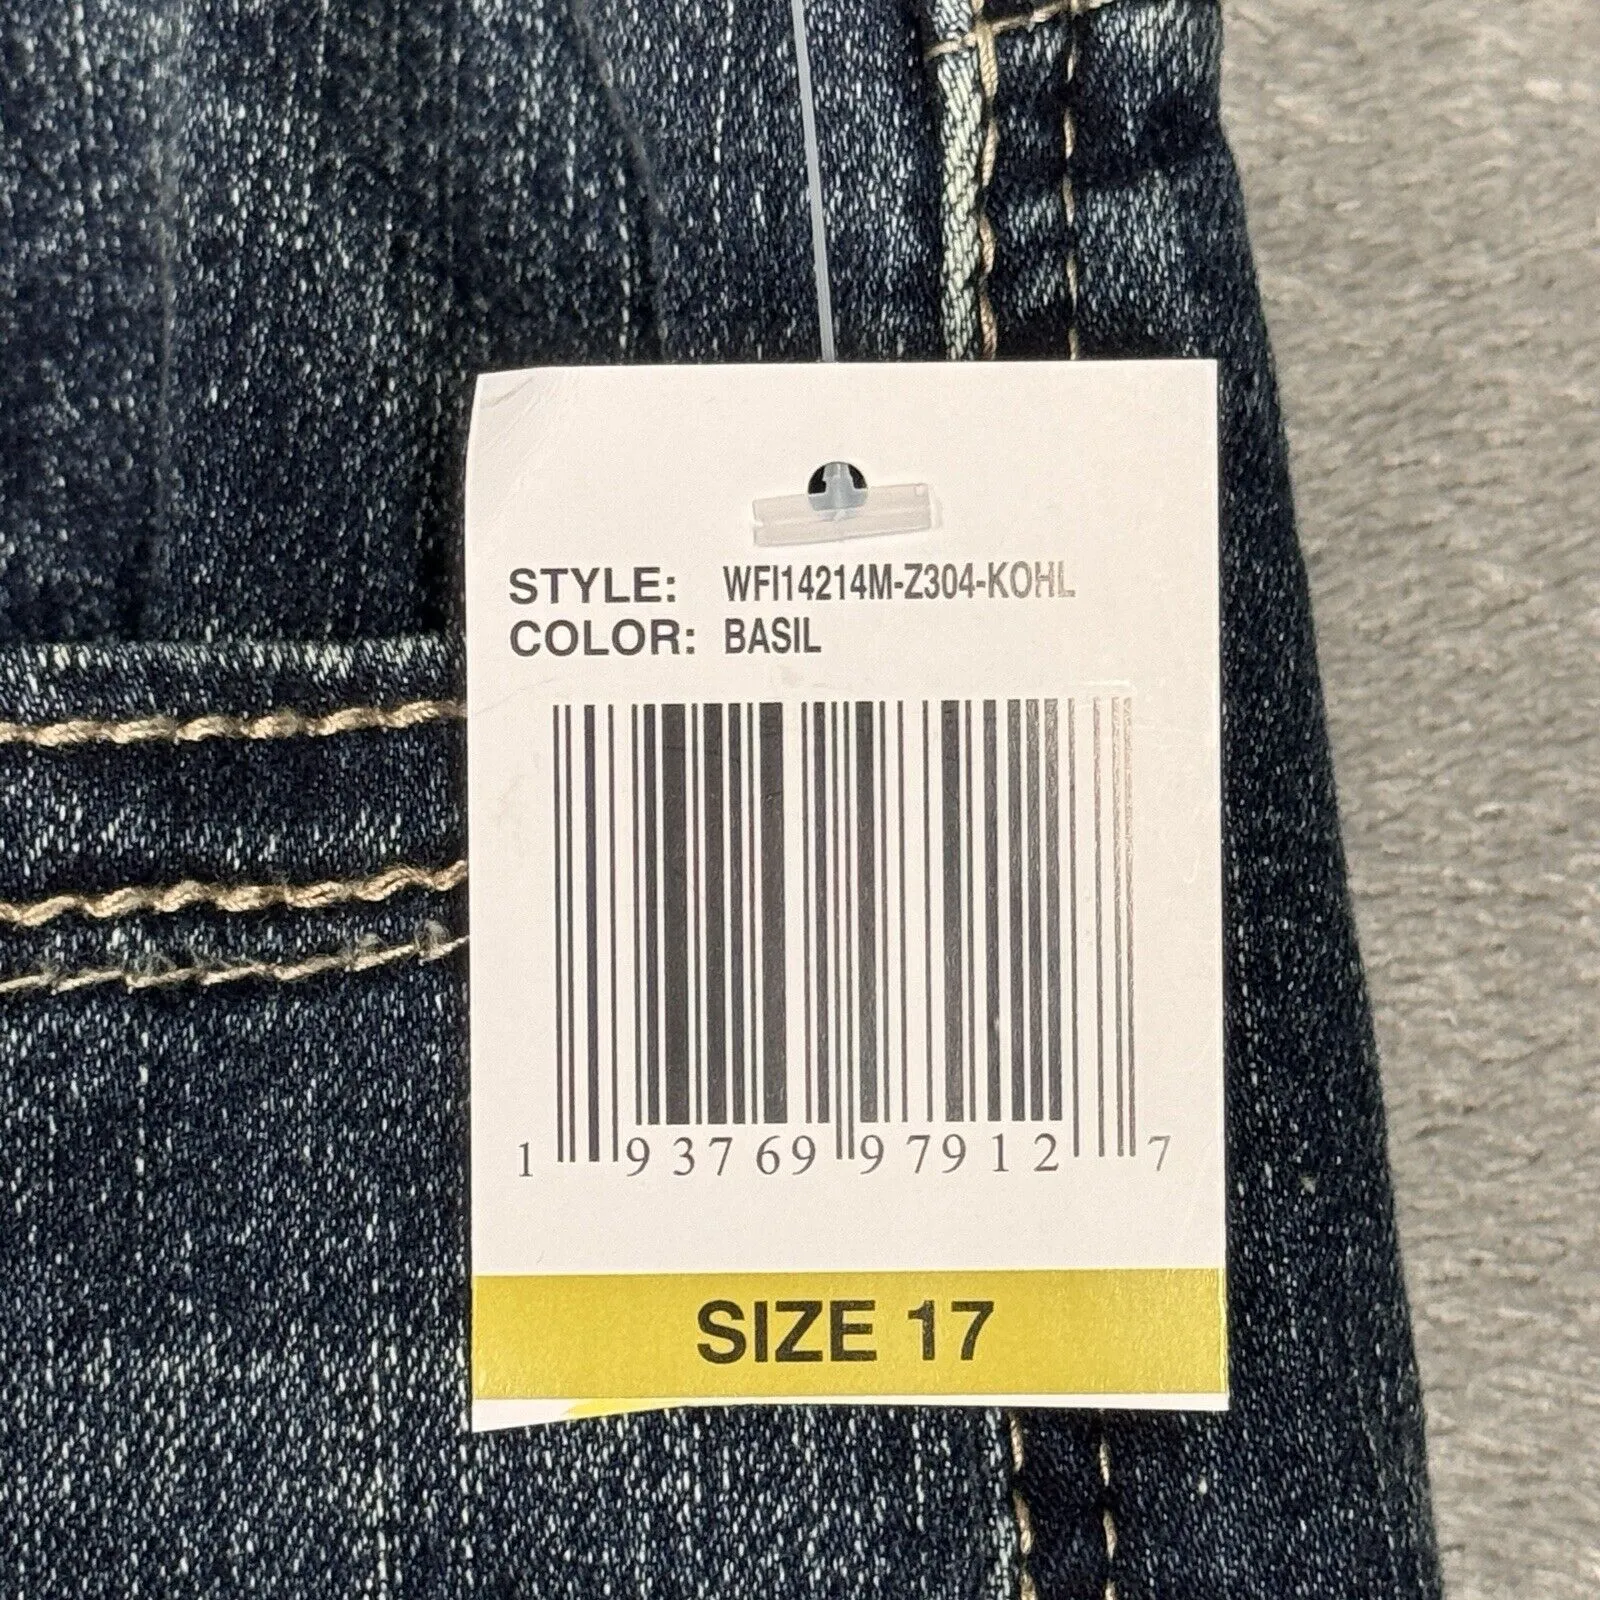 STYLE: WFI14214M-Z304-KOHL
COLOR: BASIL
1 93769 97912 7
SIZE 17